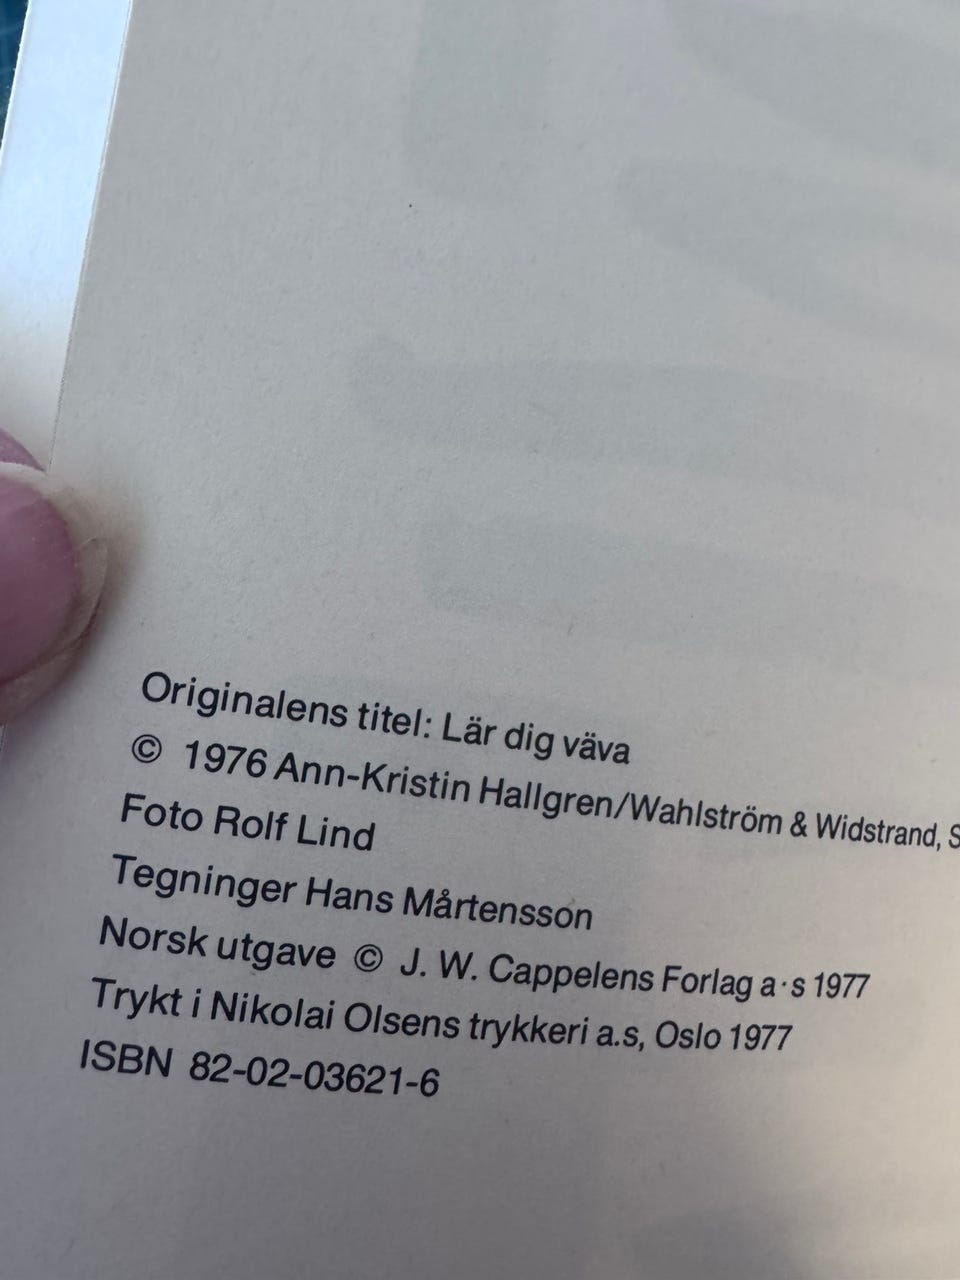 Originalens titel: Lär dig väva
© 1976 Ann-Kristin Hallgren/Wahlström & Widstrand,
Foto Rolf Lind
Tegninger Hans Mårtensson
Norsk utgave © J. W. Cappelens Forlag a·s 1977
Trykt i Nikolai Olsens trykkeri a.s, Oslo 1977
ISBN 82-02-03621-6